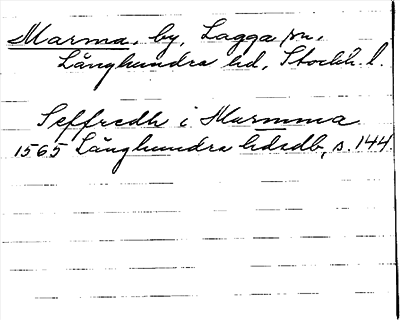 Marma, by, Lagga sn,
Långhundra hd, Stockh. l.
Seffredh i Marmma
1565 Långhundra hdsdb, s. 144.